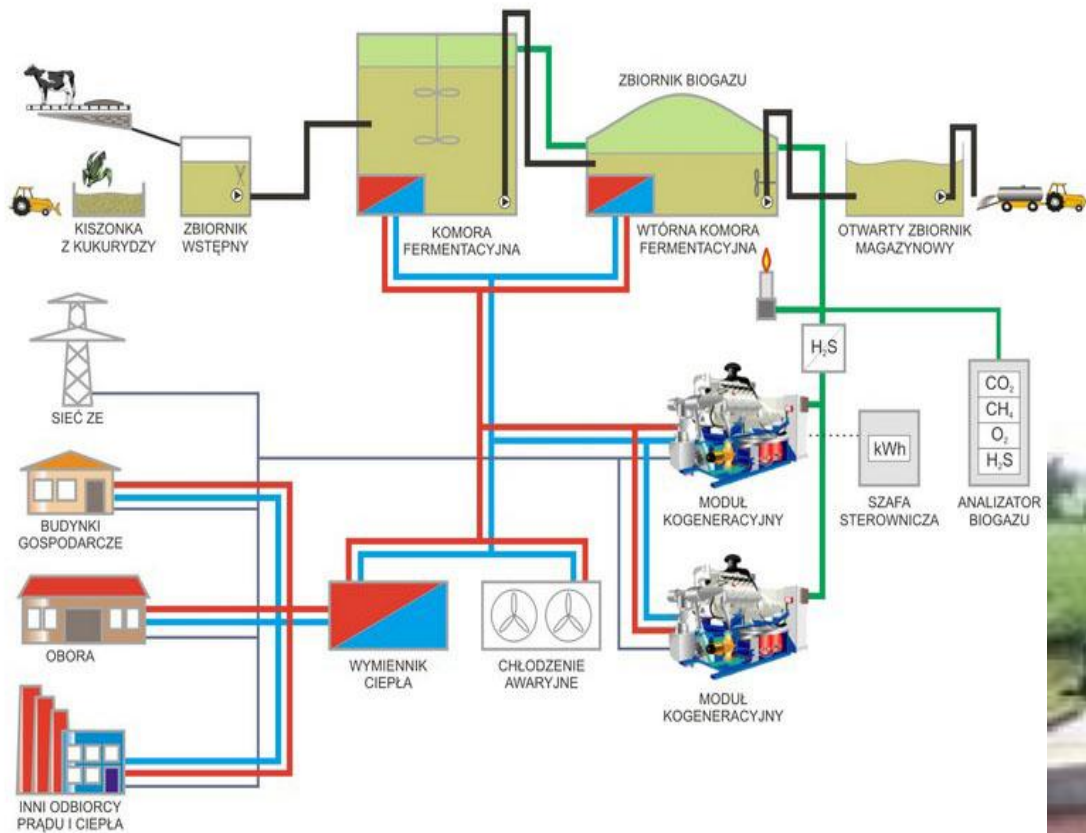 ZBIORNIK BIOGAZU
KISZONKA
Z KUKURYDZY
ZBIORNIK
WSTĘPNY
KOMORA
FERMENTACYJNA
WTÓRNA KOMORA
FERMENTACYJNA
OTWARTY ZBIORNIK
MAGAZYNOWY
SIEĆ ZE
H₂S
CO₂
CH₄
O₂
H₂S
kWh
MODUŁ
KOGENERACYJNY
SZAFA
STEROWNICZA
ANALIZATOR
BIOGAZU
BUDYNKI
GOSPODARCZE
OBORA
WYMIENNIK
CIEPŁA
CHŁODZENIE
AWARYJNE
MODUŁ
KOGENERACYJNY
INNI ODBIORCY
PRĄDU I CIEPŁA